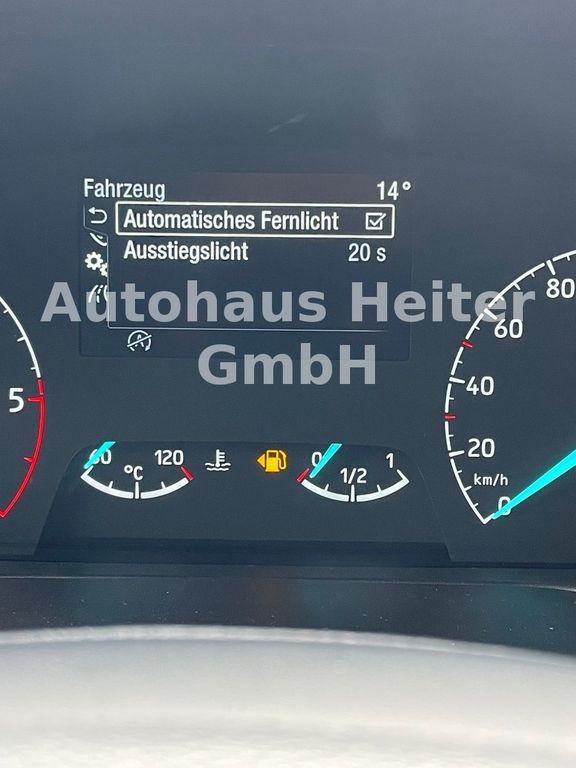 Fahrzeug 14°
Automatisches Fernlicht
Ausstiegslicht 20 s
Autohaus Heiter
GmbH
80
60
5
40
60 120 0 1
20
°C 1/2
km/h
0